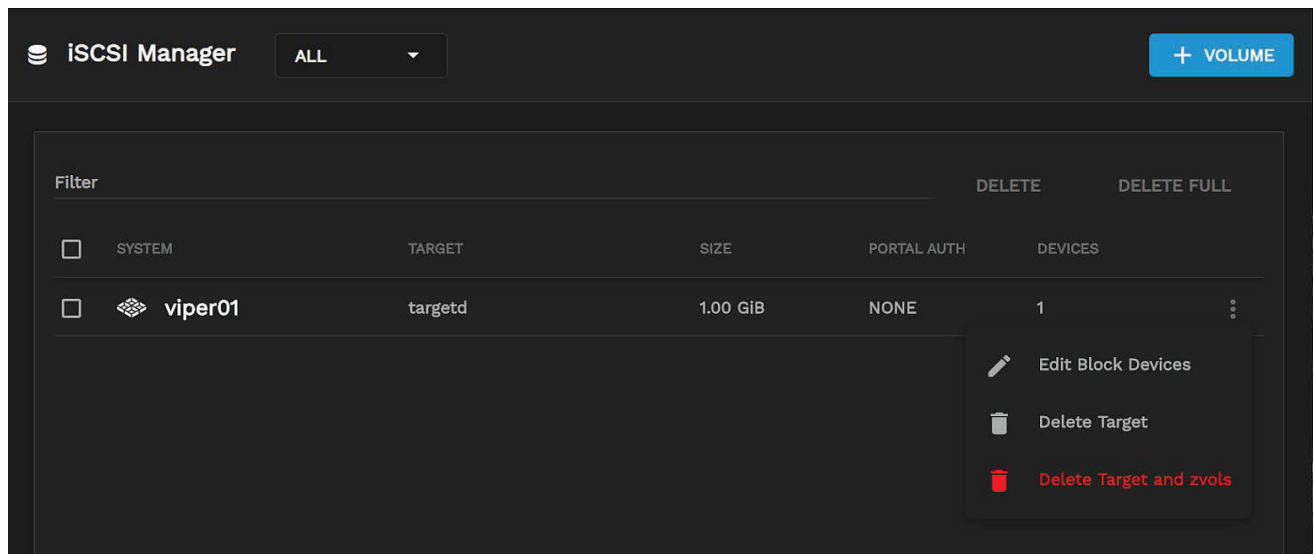 iSCSI Manager ALL + VOLUME
Filter DELETE DELETE FULL
SYSTEM TARGET SIZE PORTAL AUTH DEVICES
viper01 targetd 1.00 GiB NONE 1
Edit Block Devices
Delete Target
Delete Target and zvols